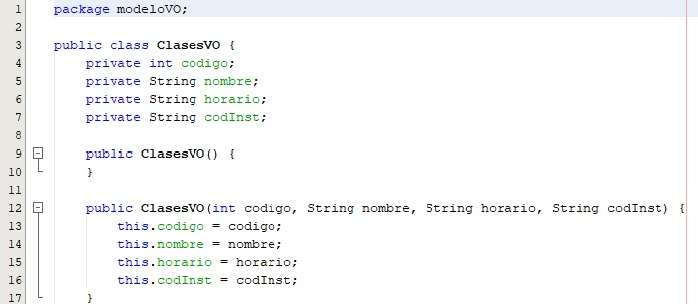 1 package modeloVO;
2
3 public class ClasesVO {
4 private int codigo;
5 private String nombre;
6 private String horario;
7 private String codInst;
8
9 public ClasesVO() {
10 }
11
12 public ClasesVO(int codigo, String nombre, String horario, String codInst) {
13 this.codigo = codigo;
14 this.nombre = nombre;
15 this.horario = horario;
16 this.codInst = codInst;
17 }